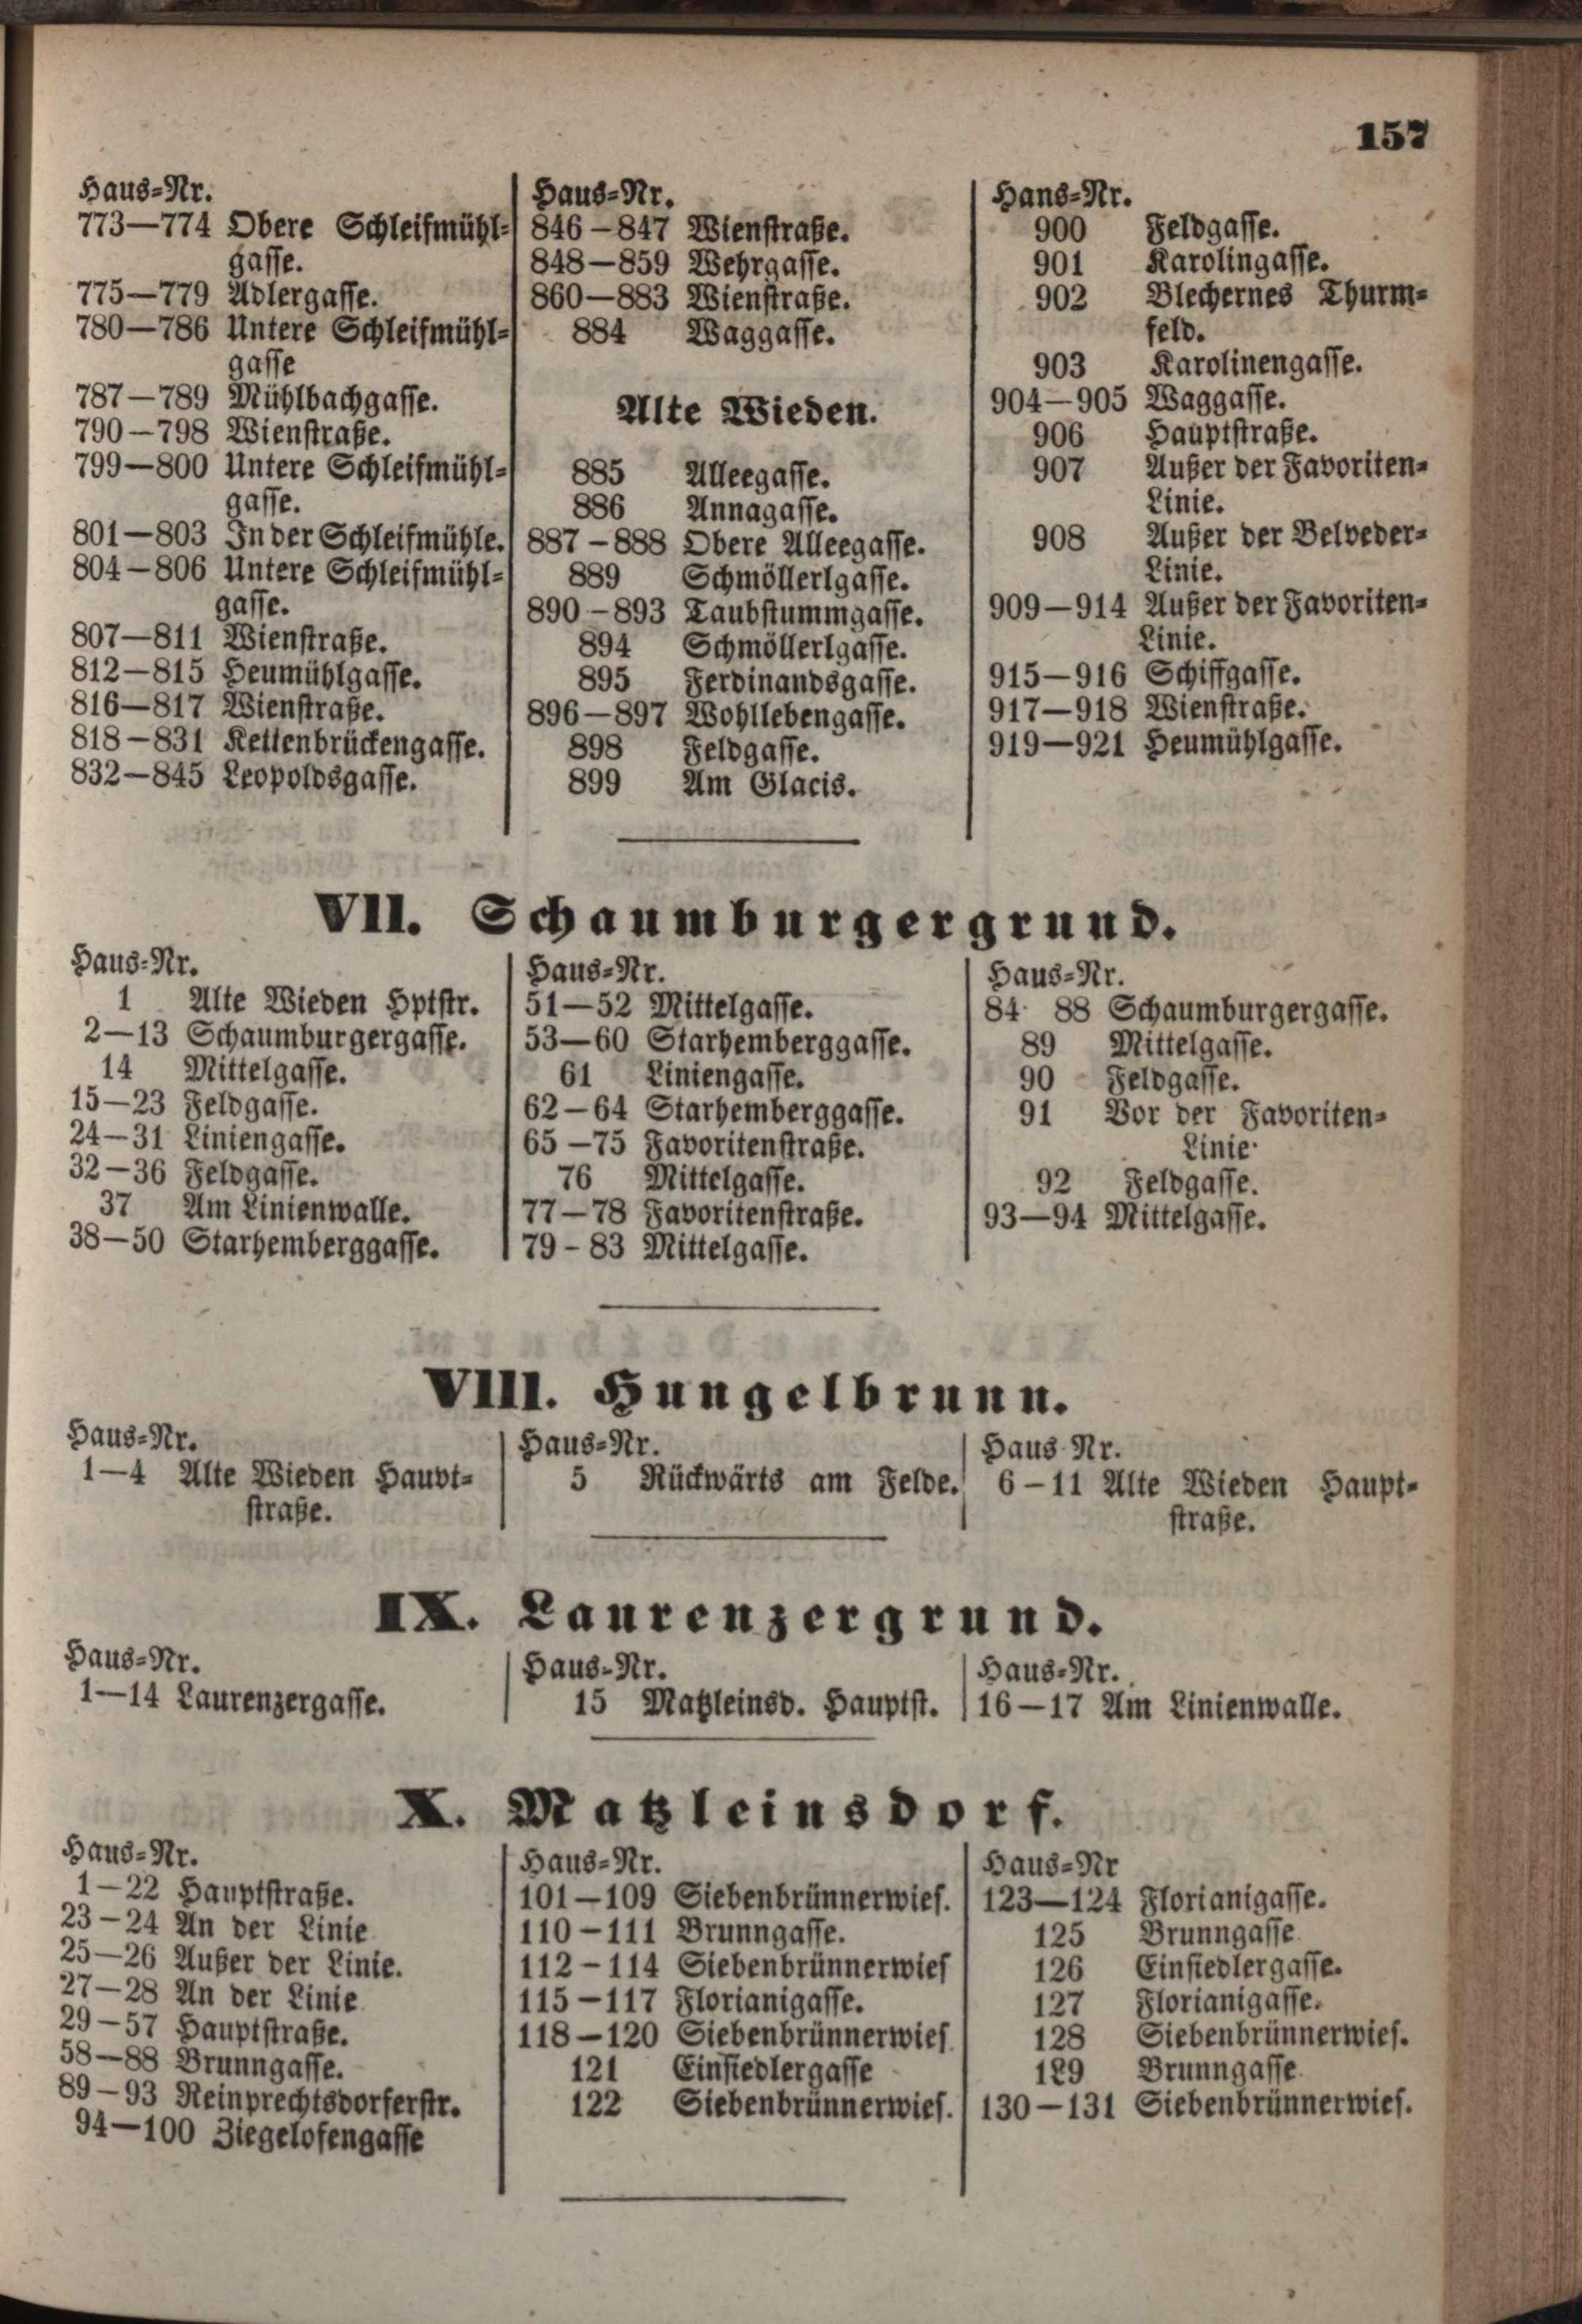 157
Haus-Nr.
773—774 Obere Schleifmühl-
gasse.
775—779 Adlergasse.
780—786 Untere Schleifmühl-
gasse
787—789 Mühlbachgasse.
790—798 Wienstraße.
799—800 Untere Schleifmühl-
gasse.
801—803 In der Schleifmühle.
804—806 Untere Schleifmühl-
gasse.
807—811 Wienstraße.
812—815 Heumühlgasse.
816—817 Wienstraße.
818—831 Kettenbrückengasse.
832—845 Leopoldsgasse.
Haus-Nr.
846—847 Wienstraße.
848—859 Wehrgasse.
860—883 Wienstraße.
884 Waggasse.
Alte Wieden.
885 Alleegasse.
886 Annagasse.
887—888 Obere Alleegasse.
889 Schmöllerlgasse.
890—893 Taubstummgasse.
894 Schmöllerlgasse.
895 Ferdinandsgasse.
896—897 Wohllebengasse.
898 Feldgasse.
899 Am Glacis.
Hans-Nr.
900 Feldgasse.
901 Karolingasse.
902 Blechernes Thurm-
feld.
903 Karolinengasse.
904—905 Waggasse.
906 Hauptstraße.
907 Außer der Favoriten-
Linie.
908 Außer der Belveder-
Linie.
909—914 Außer der Favoriten-
Linie.
915—916 Schiffgasse.
917—918 Wienstraße.
919—921 Heumühlgasse.
VII. Schaumburgergrund.
Haus-Nr.
1 Alte Wieden Hptstr.
2—13 Schaumburgergasse.
14 Mittelgasse.
15—23 Feldgasse.
24—31 Liniengasse.
32—36 Feldgasse.
37 Am Linienwalle.
38—50 Starhemberggasse.
Haus-Nr.
51—52 Mittelgasse.
53—60 Starhemberggasse.
61 Liniengasse.
62—64 Starhemberggasse.
65—75 Favoritenstraße.
76 Mittelgasse.
77—78 Favoritenstraße.
79-83 Mittelgasse.
Haus-Nr.
84 88 Schaumburgergasse.
89 Mittelgasse.
90 Feldgasse.
91 Vor der Favoriten-
Linie
92 Feldgasse.
93—94 Mittelgasse.
VIII. Hungelbrunn.
Haus-Nr.
1—4 Alte Wieden Haupt-
straße.
Haus-Nr.
5 Rückwärts am Felde.
Haus Nr.
6—11 Alte Wieden Haupt-
straße.
IX. Laurenzergrund.
Haus-Nr.
1—14 Laurenzergasse.
Haus-Nr.
15 Matzleinsd. Hauptst.
Haus-Nr.
16—17 Am Linienwalle.
X. Matzleinsdorf.
Haus-Nr.
1—22 Hauptstraße.
23—24 An der Linie
25—26 Außer der Linie.
27—28 An der Linie
29—57 Hauptstraße.
58—88 Brunngasse.
89—93 Reinprechtsdorferstr.
94—100 Ziegelofengasse
Haus-Nr.
101—109 Siebenbrünnerwies.
110—111 Brunngasse.
112—114 Siebenbrünnerwies
115—117 Florianigasse.
118—120 Siebenbrünnerwies.
121 Einsiedlergasse
122 Siebenbrünnerwies.
Haus-Nr
123—124 Florianigasse.
125 Brunngasse
126 Einsiedlergasse.
127 Florianigasse.
128 Siebenbrünnerwies.
129 Brunngasse
130—131 Siebenbrünnerwies.